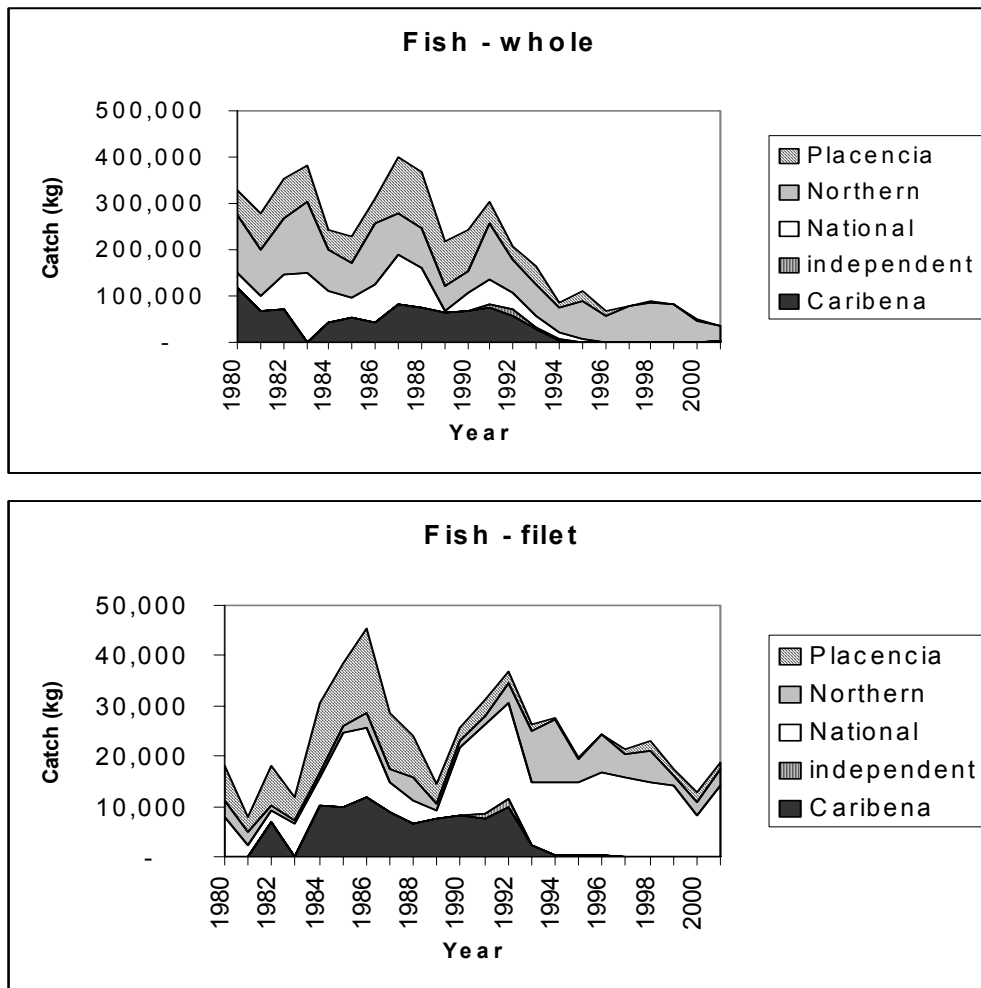 Fish - whole
500,000
400,000
300,000
200,000
100,000
-
Catch (kg)
1980 1982 1984 1986 1988 1990 1992 1994 1996 1998 2000
Year
Placencia
Northern
National
independent
Caribena
Fish - filet
50,000
40,000
30,000
20,000
10,000
-
Catch (kg)
1980 1982 1984 1986 1988 1990 1992 1994 1996 1998 2000
Year
Placencia
Northern
National
independent
Caribena